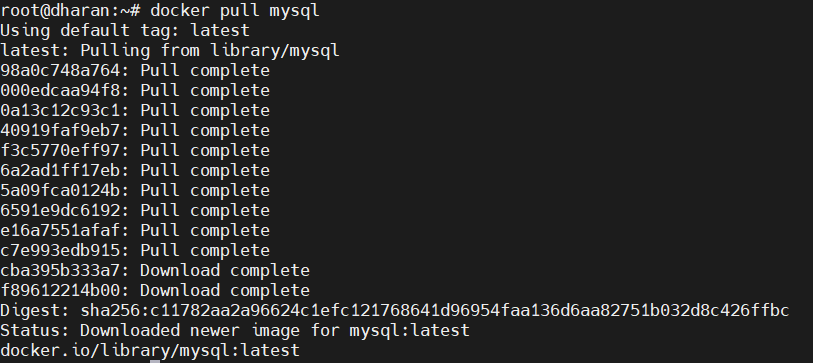 root@dharan:~# docker pull mysql
Using default tag: latest
latest: Pulling from library/mysql
98a0c748a764: Pull complete
000edcaa94f8: Pull complete
0a13c12c93c1: Pull complete
40919faf9eb7: Pull complete
f3c5770eff97: Pull complete
6a2ad1ff17eb: Pull complete
5a09fca0124b: Pull complete
6591e9dc6192: Pull complete
e16a7551afaf: Pull complete
c7e993edb915: Pull complete
cba395b333a7: Download complete
f89612214b00: Download complete
Digest: sha256:c11782aa2a96624c1efc121768641d96954faa136d6aa82751b032d8c426ffbc
Status: Downloaded newer image for mysql:latest
docker.io/library/mysql:latest